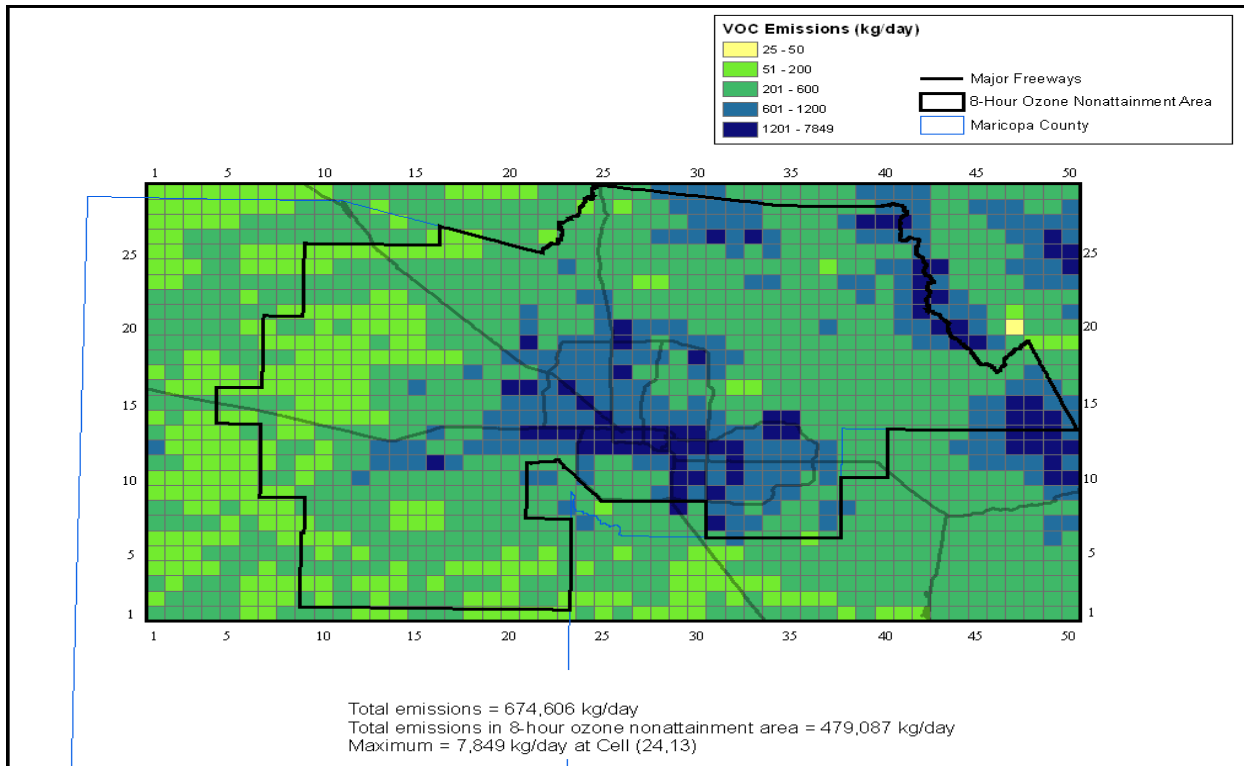 VOC Emissions (kg/day)
25 - 50
51 - 200
201 - 600
601 - 1200
1201 - 7849
Major Freeways
8-Hour Ozone Nonattainment Area
Maricopa County
1 5 10 15 20 25 30 35 40 45 50
25 25
20 20
15 15
10 10
5 5
1 1
1 5 10 15 20 25 30 35 40 45 50
Total emissions = 674,606 kg/day
Total emissions in 8-hour ozone nonattainment area = 479,087 kg/day
Maximum = 7,849 kg/day at Cell (24,13)